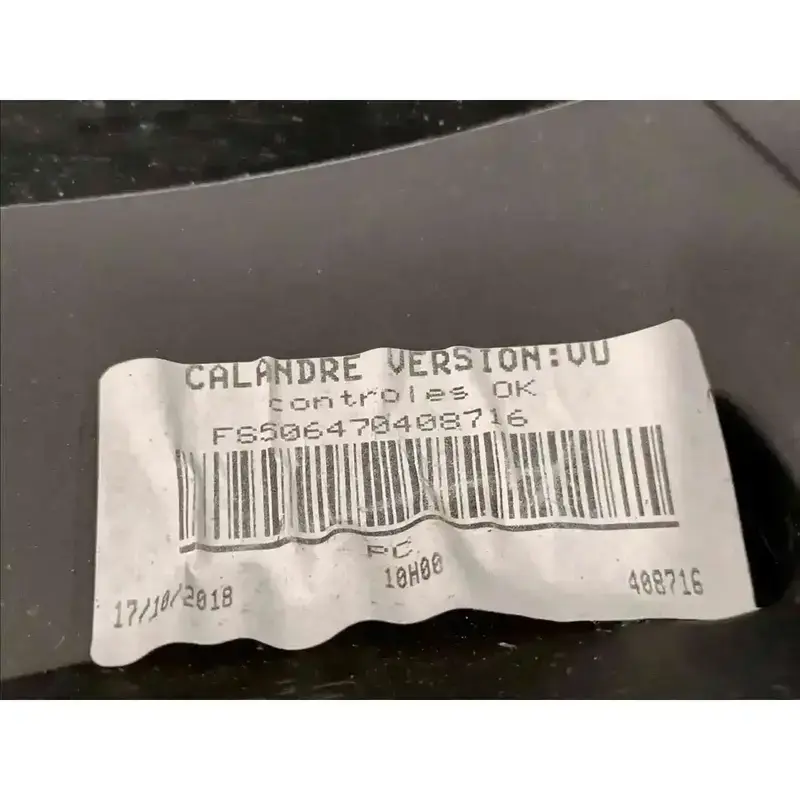 CALANDRE VERSION:VU
controles OK
FS506470408716
PC
10H00
17/10/2018
408716